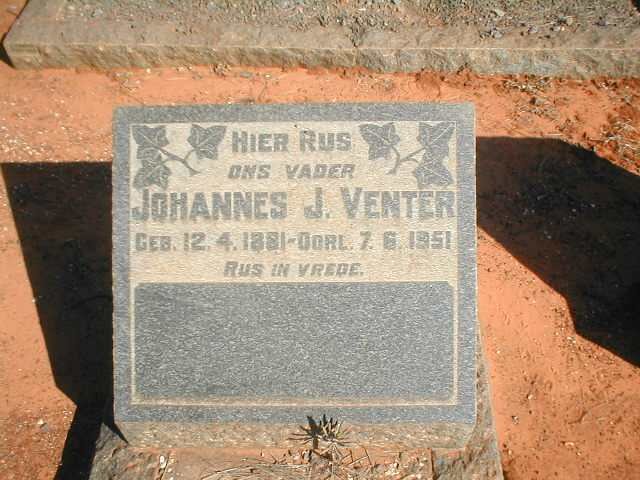 HIER RUS
ONS VADER
JOHANNES J. VENTER
GEB. 12. 4. 1881 - OORL. 7. 6. 1951
RUS IN VREDE.